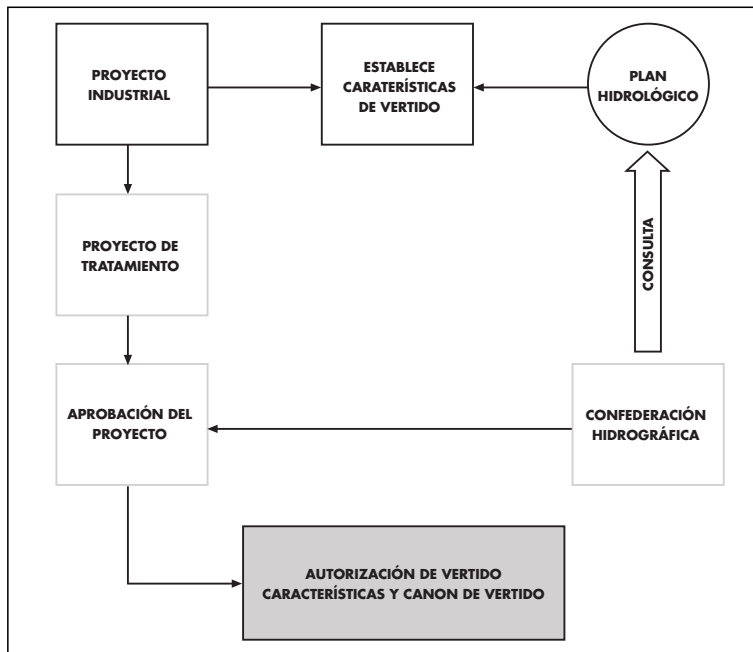 PROYECTO
INDUSTRIAL
ESTABLECE
CARATERÍSTICAS
DE VERTIDO
PLAN
HIDROLÓGICO
PROYECTO DE
TRATAMIENTO
CONSULTA
APROBACIÓN DEL
PROYECTO
CONFEDERACIÓN
HIDROGRÁFICA
AUTORIZACIÓN DE VERTIDO
CARACTERÍSTICAS Y CANON DE VERTIDO